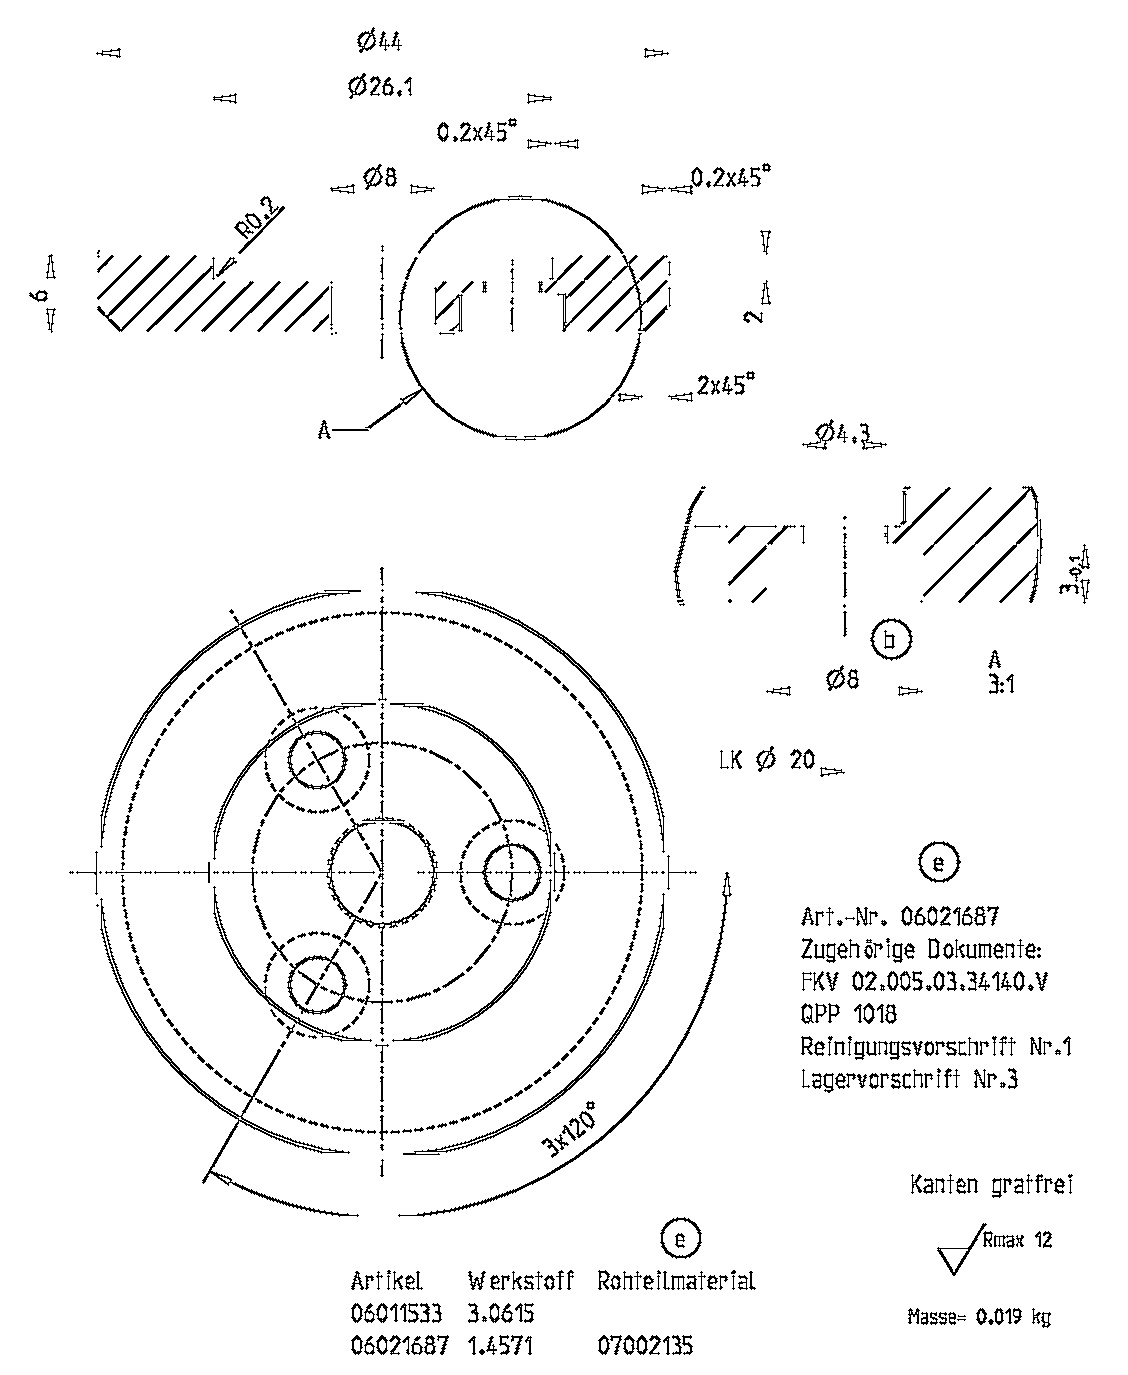 Ø44
Ø26.1
0.2x45°
Ø8
0.2x45°
R0.2
6
2
2x45°
A
Ø4.3
3-0,1
b
A
3:1
Ø8
LK Ø 20
e
Art.-Nr. 06021687
Zugehörige Dokumente:
FKV 02.005.03.34140.V
QPP 1018
Reinigungsvorschrift Nr.1
Lagervorschrift Nr.3
3x120°
Kanten gratfrei
Rmax 12
e
Artikel Werkstoff Rohteilmaterial
06011533 3.0615
06021687 1.4571 07002135
Masse= 0.019 kg